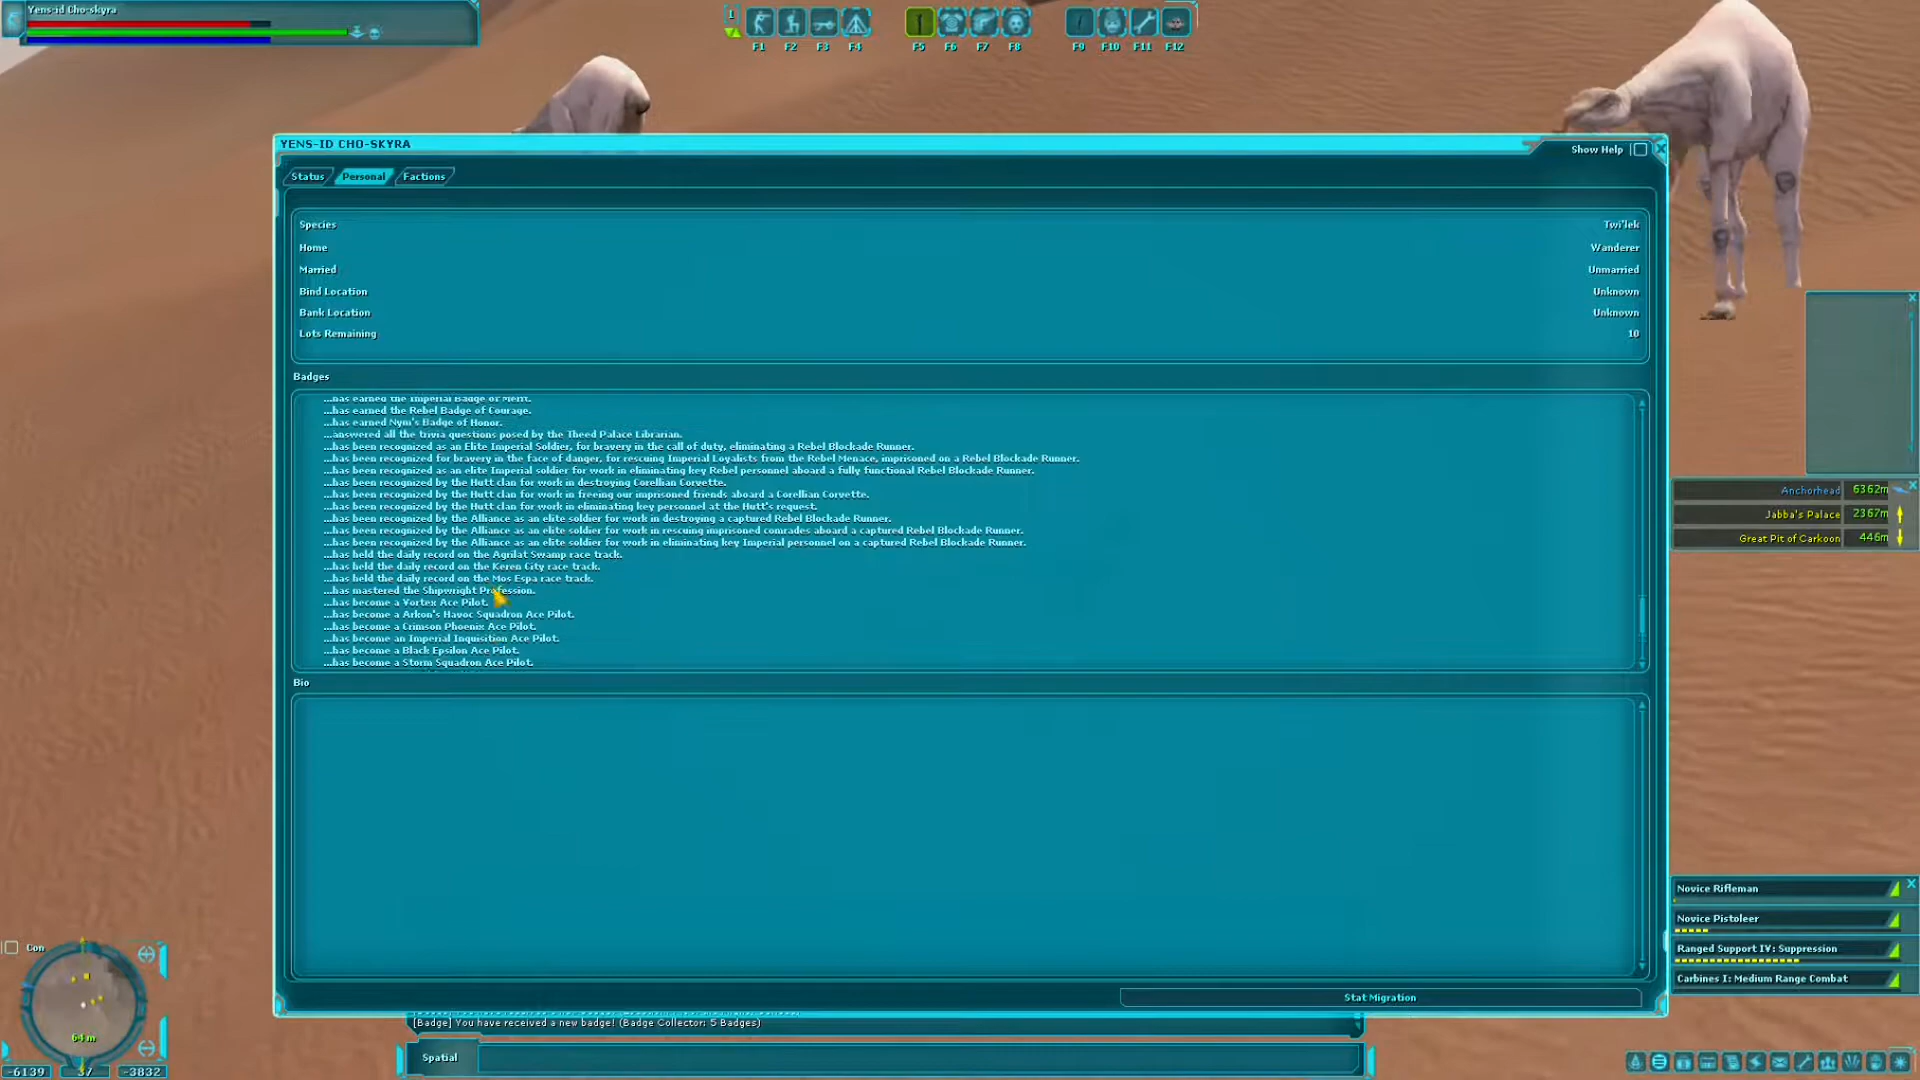 Yens-id Cho-skyra
1
F1 F2 F3 F4 F5 F6 F7 F8 F9 F10 F11 F12
YENS-ID CHO-SKYRA
Show Help
Status Personal Factions
Species Twi'lek
Home Wanderer
Married Unmarried
Bind Location Unknown
Bank Location Unknown
Lots Remaining 10
Badges
...has earned the Imperial Badge of Merit.
...has earned the Rebel Badge of Courage.
...has earned Nym's Badge of Honor.
...answered all the trivia questions posed by the Theed Palace Librarian.
...has been recognized as an Elite Imperial Soldier, for bravery in the call of duty, eliminating a Rebel Blockade Runner.
...has been recognized for bravery in the face of danger, for rescuing Imperial Loyalists from the Rebel Menace, imprisoned on a Rebel Blockade Runner.
...has been recognized as an elite Imperial soldier for work in eliminating key Rebel personnel aboard a fully functional Rebel Blockade Runner.
...has been recognized by the Hutt clan for work in destroying Corellian Corvette.
...has been recognized by the Hutt clan for work in freeing our imprisoned friends aboard a Corellian Corvette.
...has been recognized by the Hutt clan for work in eliminating key personnel at the Hutt's request.
...has been recognized by the Alliance as an elite soldier for work in destroying a captured Rebel Blockade Runner.
...has been recognized by the Alliance as an elite soldier for work in rescuing imprisoned comrades aboard a captured Rebel Blockade Runner.
...has been recognized by the Alliance as an elite soldier for work in eliminating key Imperial personnel on a captured Rebel Blockade Runner.
...has held the daily record on the Agrilat Swamp race track.
...has held the daily record on the Keren City race track.
...has held the daily record on the Mos Espa race track.
...has mastered the Shipwright Profession.
...has become a Vortex Ace Pilot.
...has become a Arkon's Havoc Squadron Ace Pilot.
...has become a Crimson Phoenix Ace Pilot.
...has become an Imperial Inquisition Ace Pilot.
...has become a Black Epsilon Ace Pilot.
...has become a Storm Squadron Ace Pilot.
Bio
Stat Migration
Anchorhead 6362m
Jabba's Palace 2367m
Great Pit of Carkoon 446m
Novice Rifleman
Novice Pistoleer
Ranged Support IV: Suppression
Carbines I: Medium Range Combat
Con
64 m
-6139 37 -3832
[Badge] You have received a new badge! (Badge Collector: 5 Badges)
Spatial